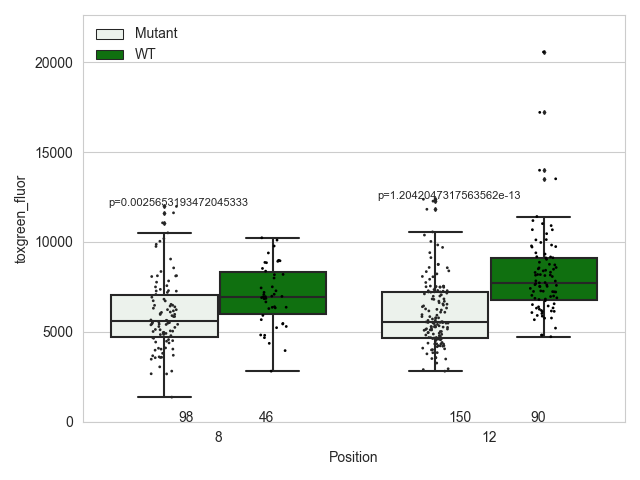 Mutant
WT
20000
15000
10000
5000
0
toxgreen_fluor
p=0.0025653193472045333
p=1.2042047317563562e-13
98
46
150
90
8
12
Position